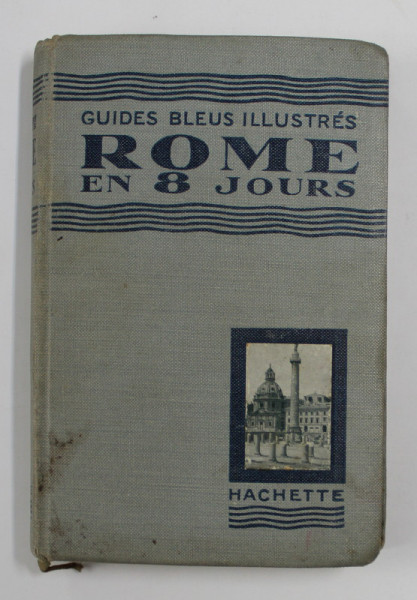 GUIDES BLEUS ILLUSTRÉS
ROME
EN 8 JOURS
HACHETTE